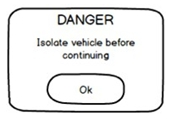 DANGER
Isolate vehicle before
continuing
Ok